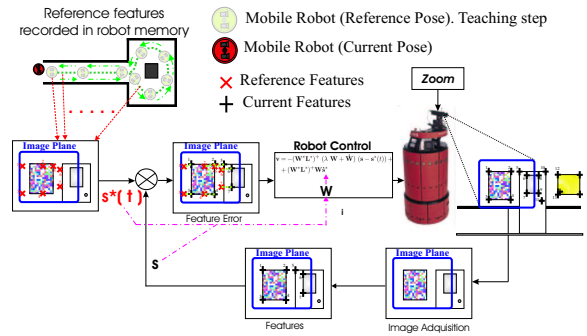 Reference features
recorded in robot memory
Mobile Robot (Reference Pose). Teaching step
Mobile Robot (Current Pose)
Reference Features
Current Features
Zoom
Image Plane
Image Plane
Robot Control
v = −(W*L*)⁺ (λ W + Ẇ) (s − s*(t)) +
+ (W*L*)⁺ Wṡ*
W
s*(t)
Feature Error
i
s
Image Plane
Image Plane
Features
Image Adquisition